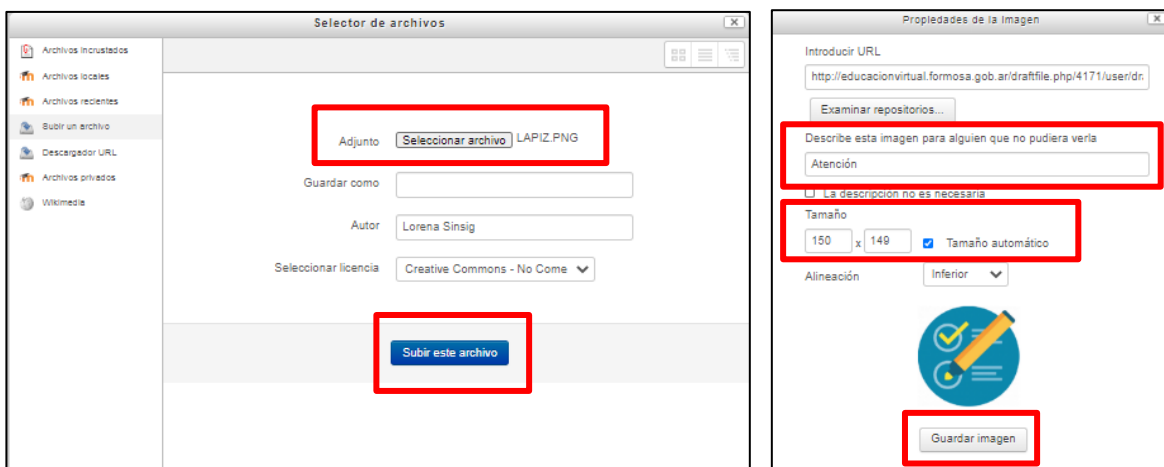 Selector de archivos
Archivos incrustados
Archivos locales
Archivos recientes
Subir un archivo
Descargador URL
Archivos privados
Wikimedia
Adjunto Seleccionar archivo LAPIZ.PNG
Guardar como
Autor Lorena Sinsig
Seleccionar licencia Creative Commons - No Come
Subir este archivo
Propiedades de la imagen
Introducir URL
http://educacionvirtual.formosa.gob.ar/draftfile.php/4171/user/dr
Examinar repositorios...
Describe esta imagen para alguien que no pudiera verla
Atención
La descripción no es necesaria
Tamaño
150 x 149 Tamaño automático
Alineación Inferior
Guardar imagen